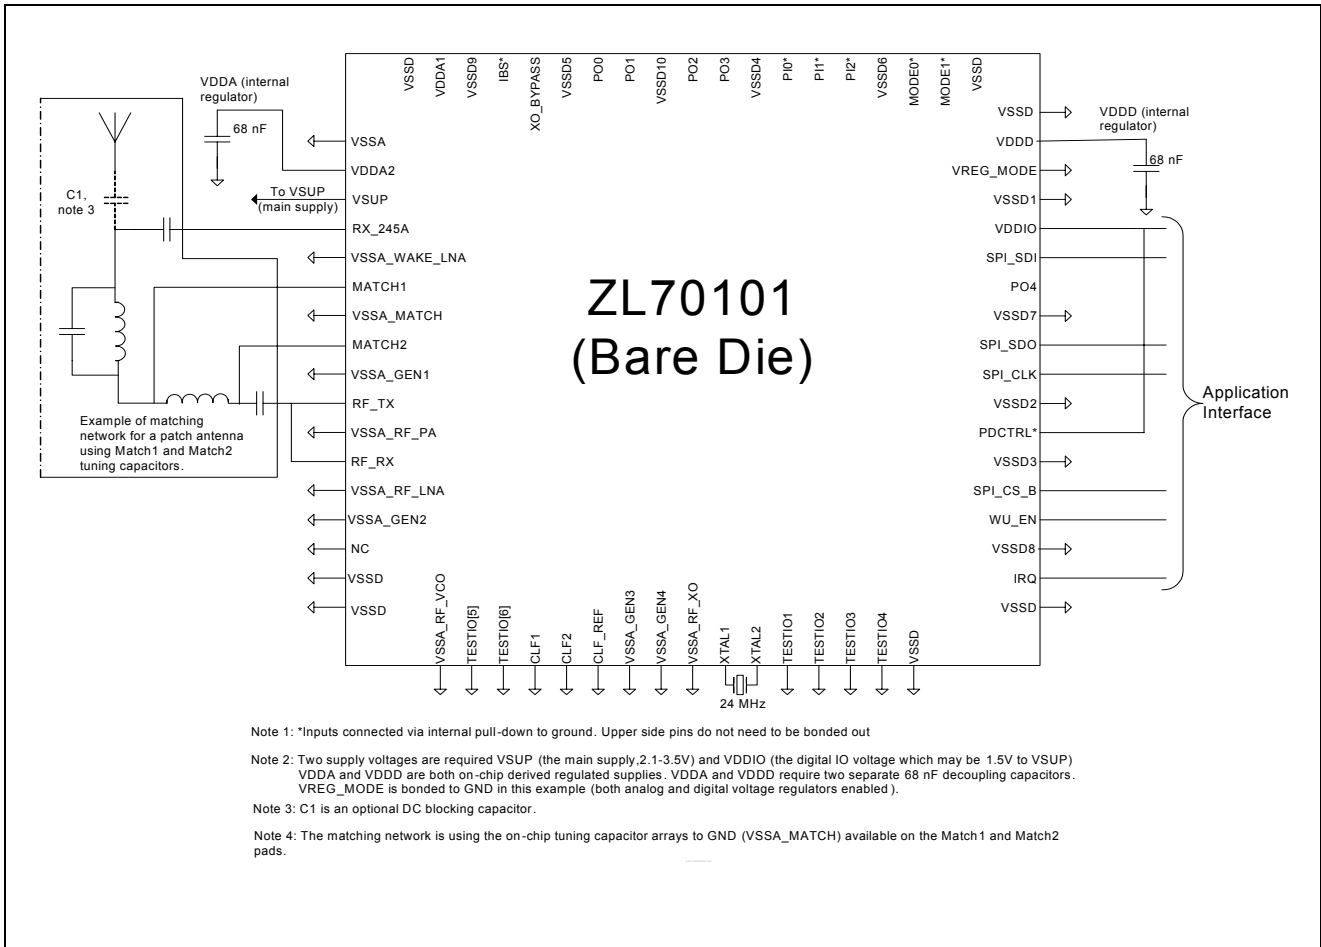 VSSD
VDDA1
VSSD9
IBS*
XO_BYPASS
VSSD5
PO0
PO1
VSSD10
PO2
PO3
VSSD4
PI0*
PI1*
PI2*
VSSD6
MODE0*
MODE1*
VSSD
VDDA (internal
regulator)
68 nF
C1,
note 3
To VSUP
(main supply)
Example of matching
network for a patch antenna
using Match1 and Match2
tuning capacitors.
VSSA
VDDA2
VSUP
RX_245A
VSSA_WAKE_LNA
MATCH1
VSSA_MATCH
MATCH2
VSSA_GEN1
RF_TX
VSSA_RF_PA
RF_RX
VSSA_RF_LNA
VSSA_GEN2
NC
VSSD
VSSD
ZL70101
(Bare Die)
VSSD
VDDD
VREG_MODE
VSSD1
VDDIO
SPI_SDI
PO4
VSSD7
SPI_SDO
SPI_CLK
VSSD2
PDCTRL*
VSSD3
SPI_CS_B
WU_EN
VSSD8
IRQ
VSSD
VDDD (internal
regulator)
68 nF
Application
Interface
VSSA_RF_VCO
TESTIO[5]
TESTIO[6]
CLF1
CLF2
CLF_REF
VSSA_GEN3
VSSA_GEN4
VSSA_RF_XO
XTAL1
XTAL2
TESTIO1
TESTIO2
TESTIO3
TESTIO4
VSSD
24 MHz
Note 1: *Inputs connected via internal pull-down to ground. Upper side pins do not need to be bonded out
Note 2: Two supply voltages are required VSUP (the main supply,2.1-3.5V) and VDDIO (the digital IO voltage which may be 1.5V to VSUP)
VDDA and VDDD are both on-chip derived regulated supplies. VDDA and VDDD require two separate 68 nF decoupling capacitors.
VREG_MODE is bonded to GND in this example (both analog and digital voltage regulators enabled).
Note 3: C1 is an optional DC blocking capacitor.
Note 4: The matching network is using the on-chip tuning capacitor arrays to GND (VSSA_MATCH) available on the Match1 and Match2
pads.